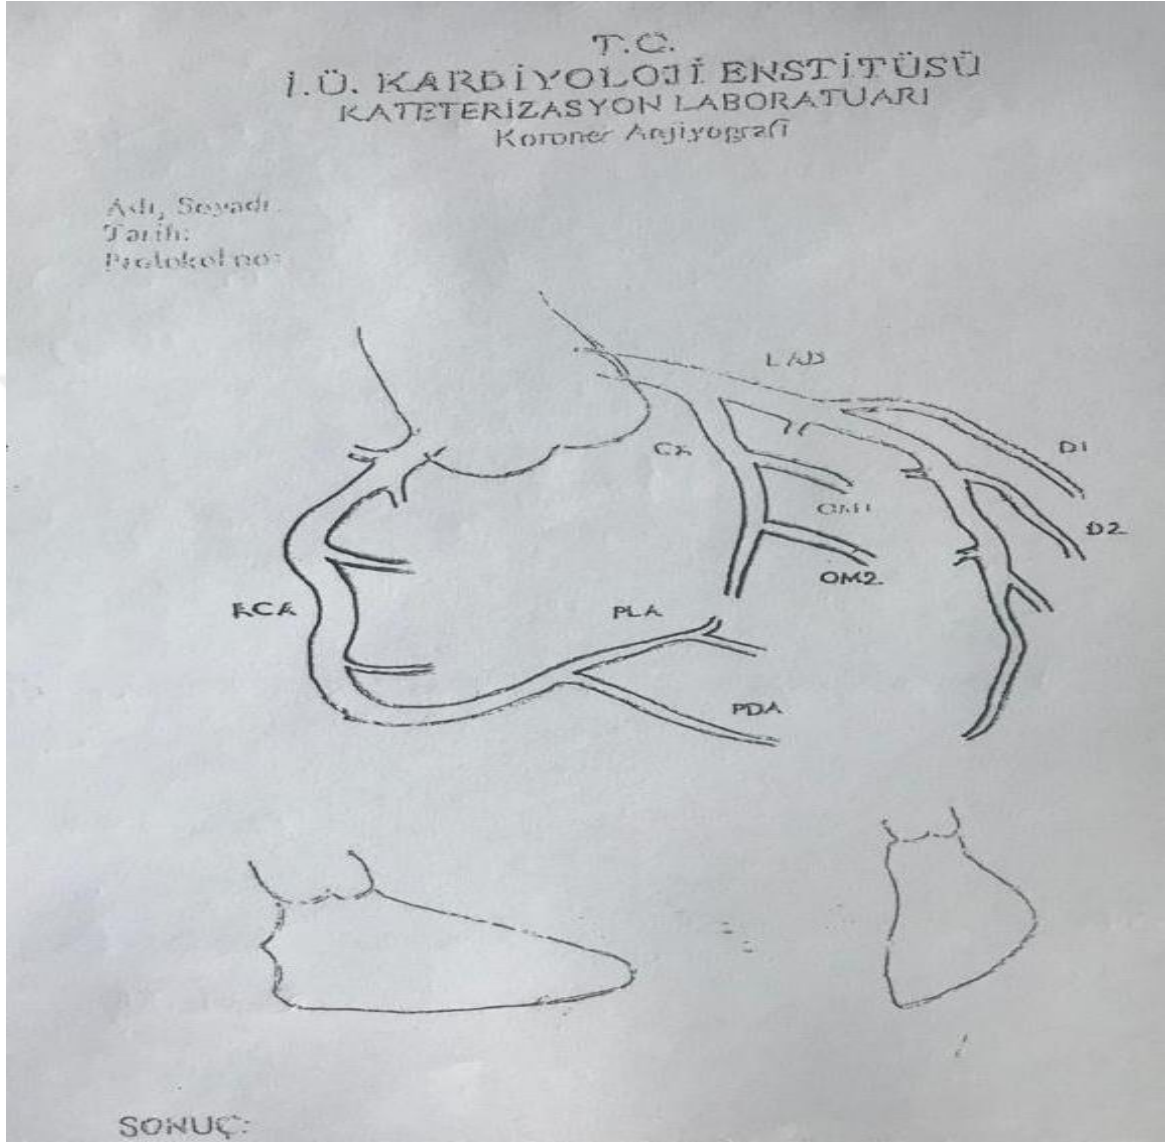 T.C.
İ.Ü. KARDİYOLOJİ ENSTİTÜSÜ
KATETERİZASYON LABORATUARI
Koroner Anjiyografi
Adı, Soyadı:
Tarih:
Protokol no:
LAD
D1
CX
OM1
D2
OM2
RCA
PLA
PDA
SONUÇ: